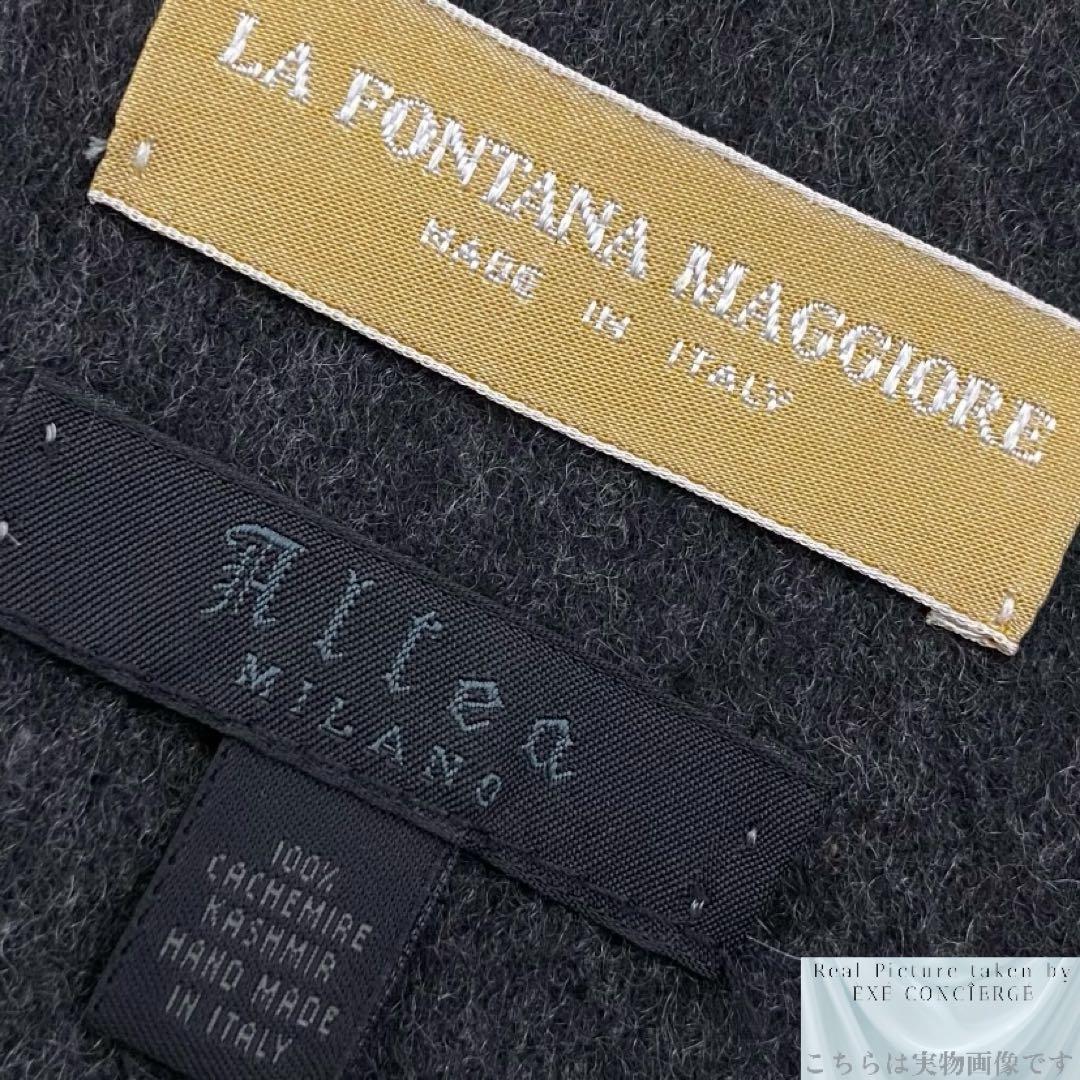 LA FONTANA MAGGIORE
MADE IN ITALY
Altea
MILANO
100%
CACHEMIRE
KASHMIR
HAND MADE
IN ITALY
Real Picture taken by
EXE CONCÎERGE
こちらは実物画像です